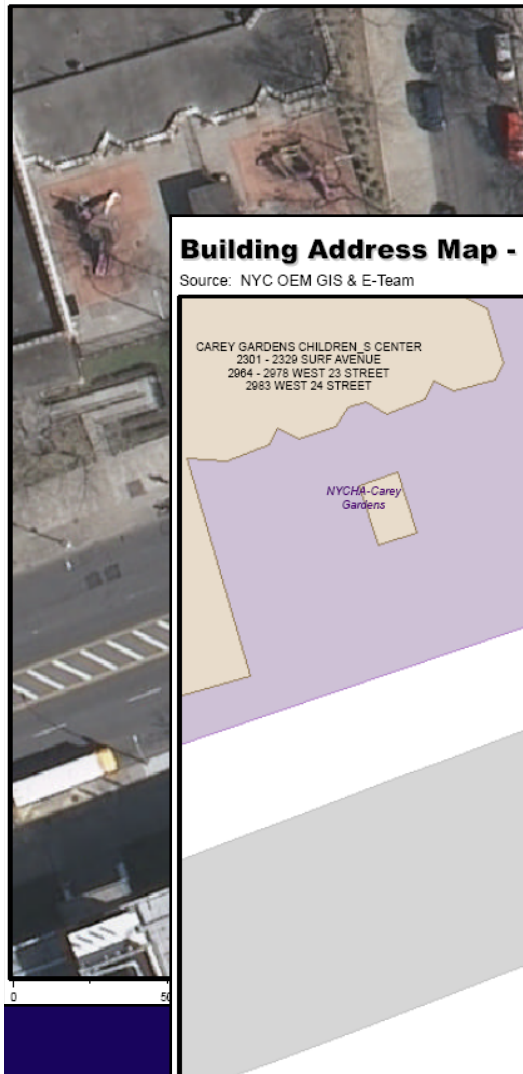 Building Address Map -
Source: NYC OEM GIS & E-Team
CAREY GARDENS CHILDREN_S CENTER
2301 - 2329 SURF AVENUE
2964 - 2978 WEST 23 STREET
2983 WEST 24 STREET
NYCHA-Carey
Gardens
0
50